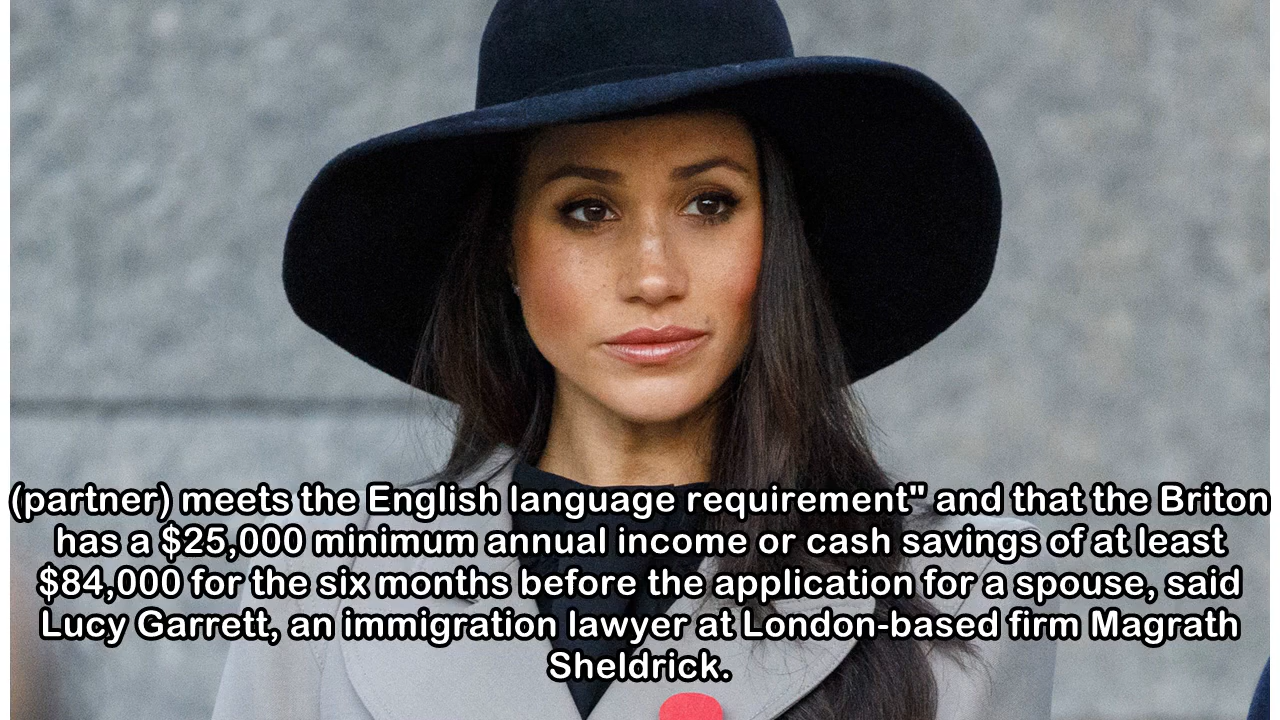 (partner) meets the English language requirement" and that the Briton
has a $25,000 minimum annual income or cash savings of at least
$84,000 for the six months before the application for a spouse, said
Lucy Garrett, an immigration lawyer at London-based firm Magrath
Sheldrick.